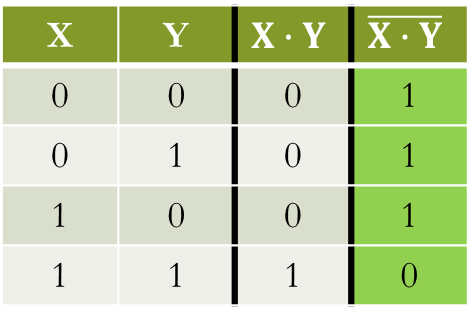 X Y X · Y X̅ ·̅ Y̅
0 0 0 1
0 1 0 1
1 0 0 1
1 1 1 0